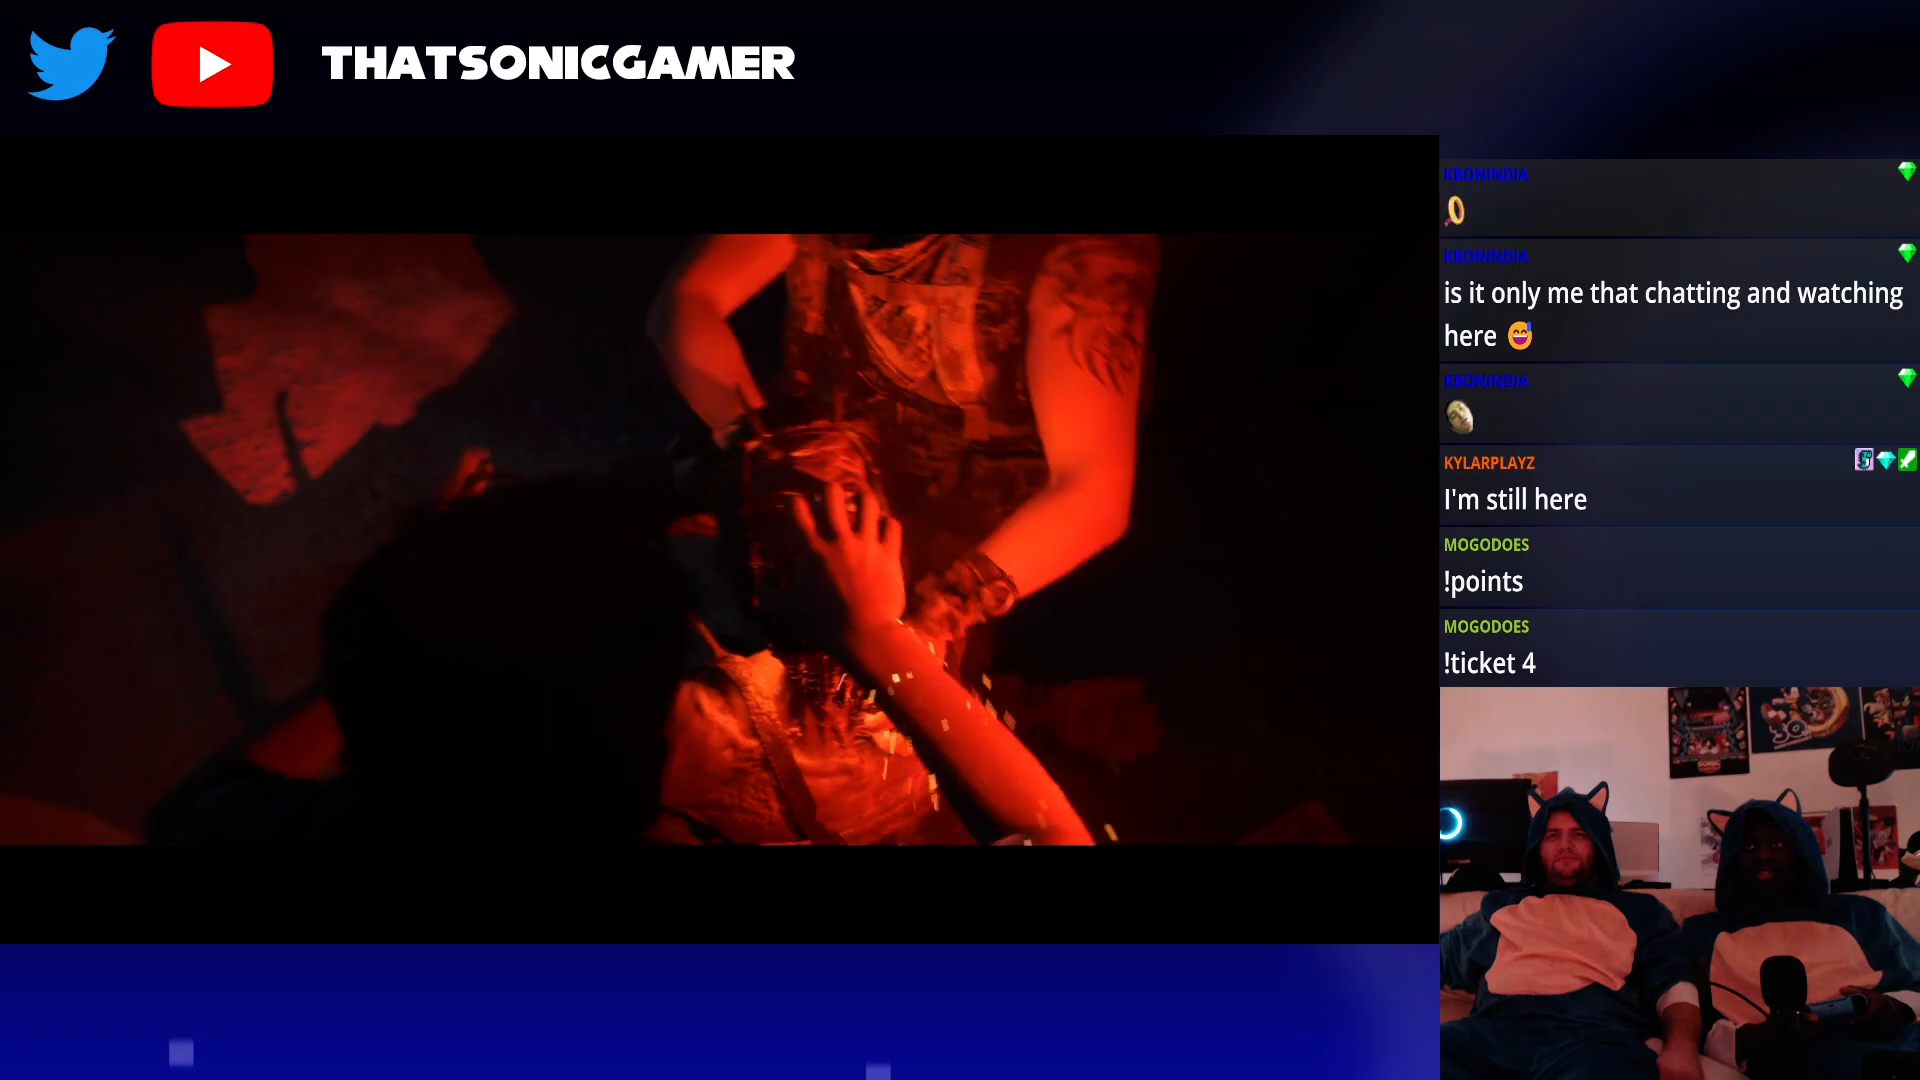 THATSONICGAMER
KBONINDIA
KBONINDIA
is it only me that chatting and watching
here
KBONINDIA
KYLARPLAYZ
I'm still here
MOGODOES
!points
MOGODOES
!ticket 4